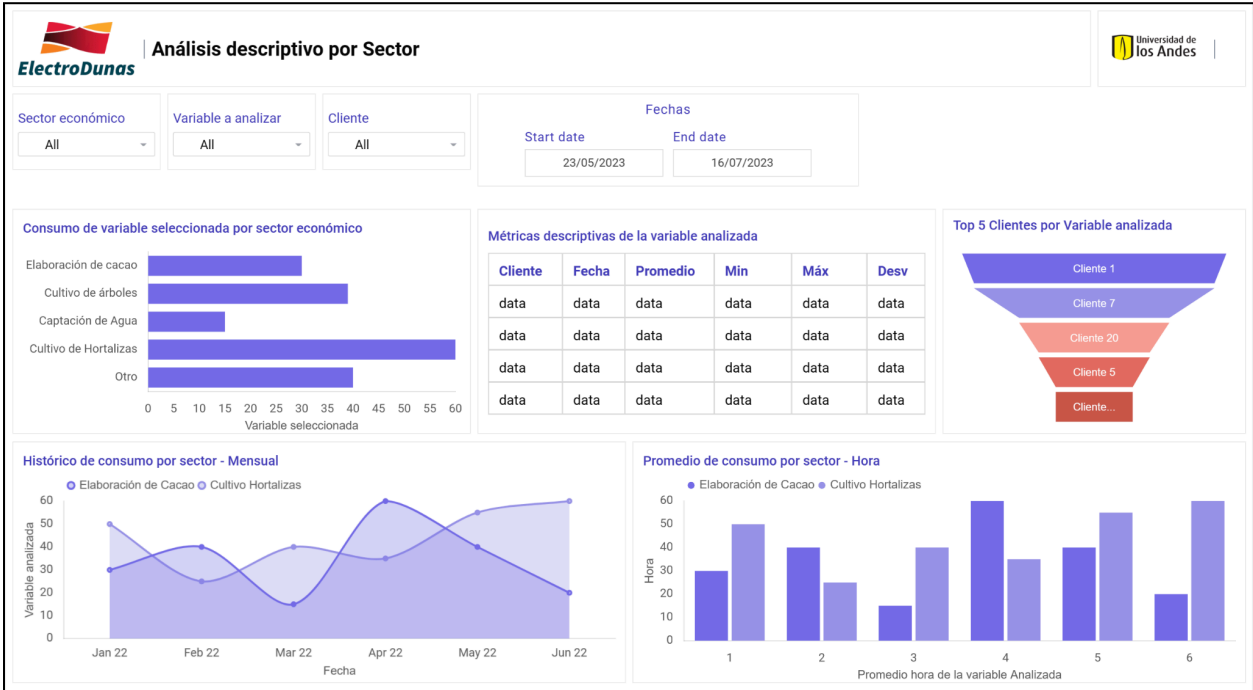 ElectroDunas
Análisis descriptivo por Sector
Universidad de
los Andes
Sector económico
All
Variable a analizar
All
Cliente
All
Fechas
Start date
End date
23/05/2023
16/07/2023
Consumo de variable seleccionada por sector económico
Elaboración de cacao
Cultivo de árboles
Captación de Agua
Cultivo de Hortalizas
Otro
0 5 10 15 20 25 30 35 40 45 50 55 60
Variable seleccionada
Métricas descriptivas de la variable analizada
Cliente Fecha Promedio Min Máx Desv
data data data data data data
data data data data data data
data data data data data data
data data data data data data
Top 5 Clientes por Variable analizada
Cliente 1
Cliente 7
Cliente 20
Cliente 5
Cliente...
Histórico de consumo por sector - Mensual
Elaboración de Cacao Cultivo Hortalizas
Variable analizada
60
50
40
30
20
10
0
Jan 22 Feb 22 Mar 22 Apr 22 May 22 Jun 22
Fecha
Promedio de consumo por sector - Hora
Elaboración de Cacao Cultivo Hortalizas
Hora
60
50
40
30
20
10
0
1 2 3 4 5 6
Promedio hora de la variable Analizada